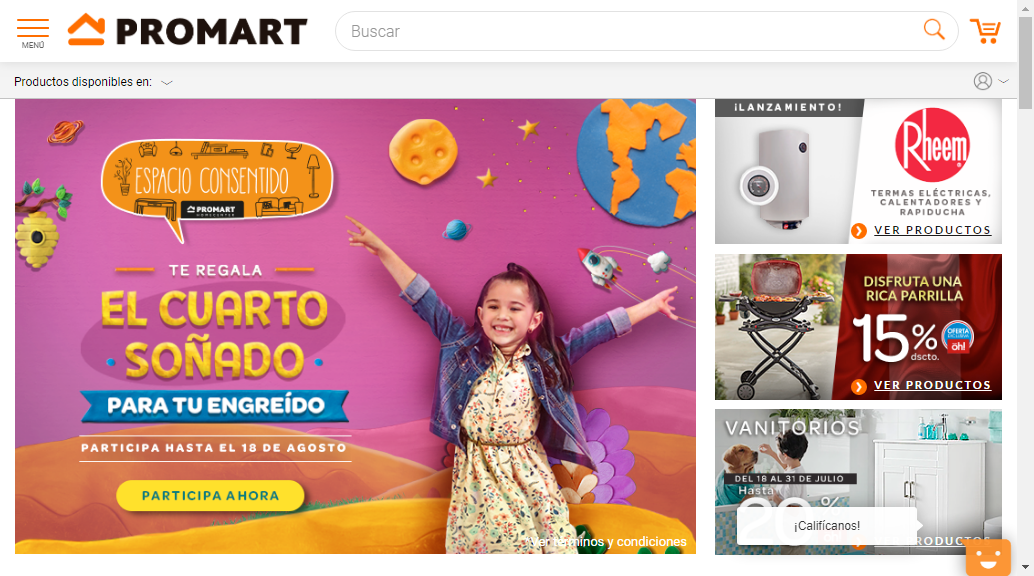 MENÚ
PROMART
Buscar
Productos disponibles en:
ESPACIO CONSENTIDO
PROMART
HOMECENTER
TE REGALA
EL CUARTO
SOÑADO
PARA TU ENGREÍDO
PARTICIPA HASTA EL 18 DE AGOSTO
PARTICIPA AHORA
Ver términos y condiciones
¡LANZAMIENTO!
Rheem
TERMAS ELÉCTRICAS,
CALENTADORES Y
RAPIDUCHA
VER PRODUCTOS
DISFRUTA UNA
RICA PARRILLA
15%
dscto.
OFERTA
EXCLUSIVA
oh!
VER PRODUCTOS
VANITORIOS
DEL 18 AL 31 DE JULIO
Hasta
20%
¡Califícanos!
VER PRODUCTOS